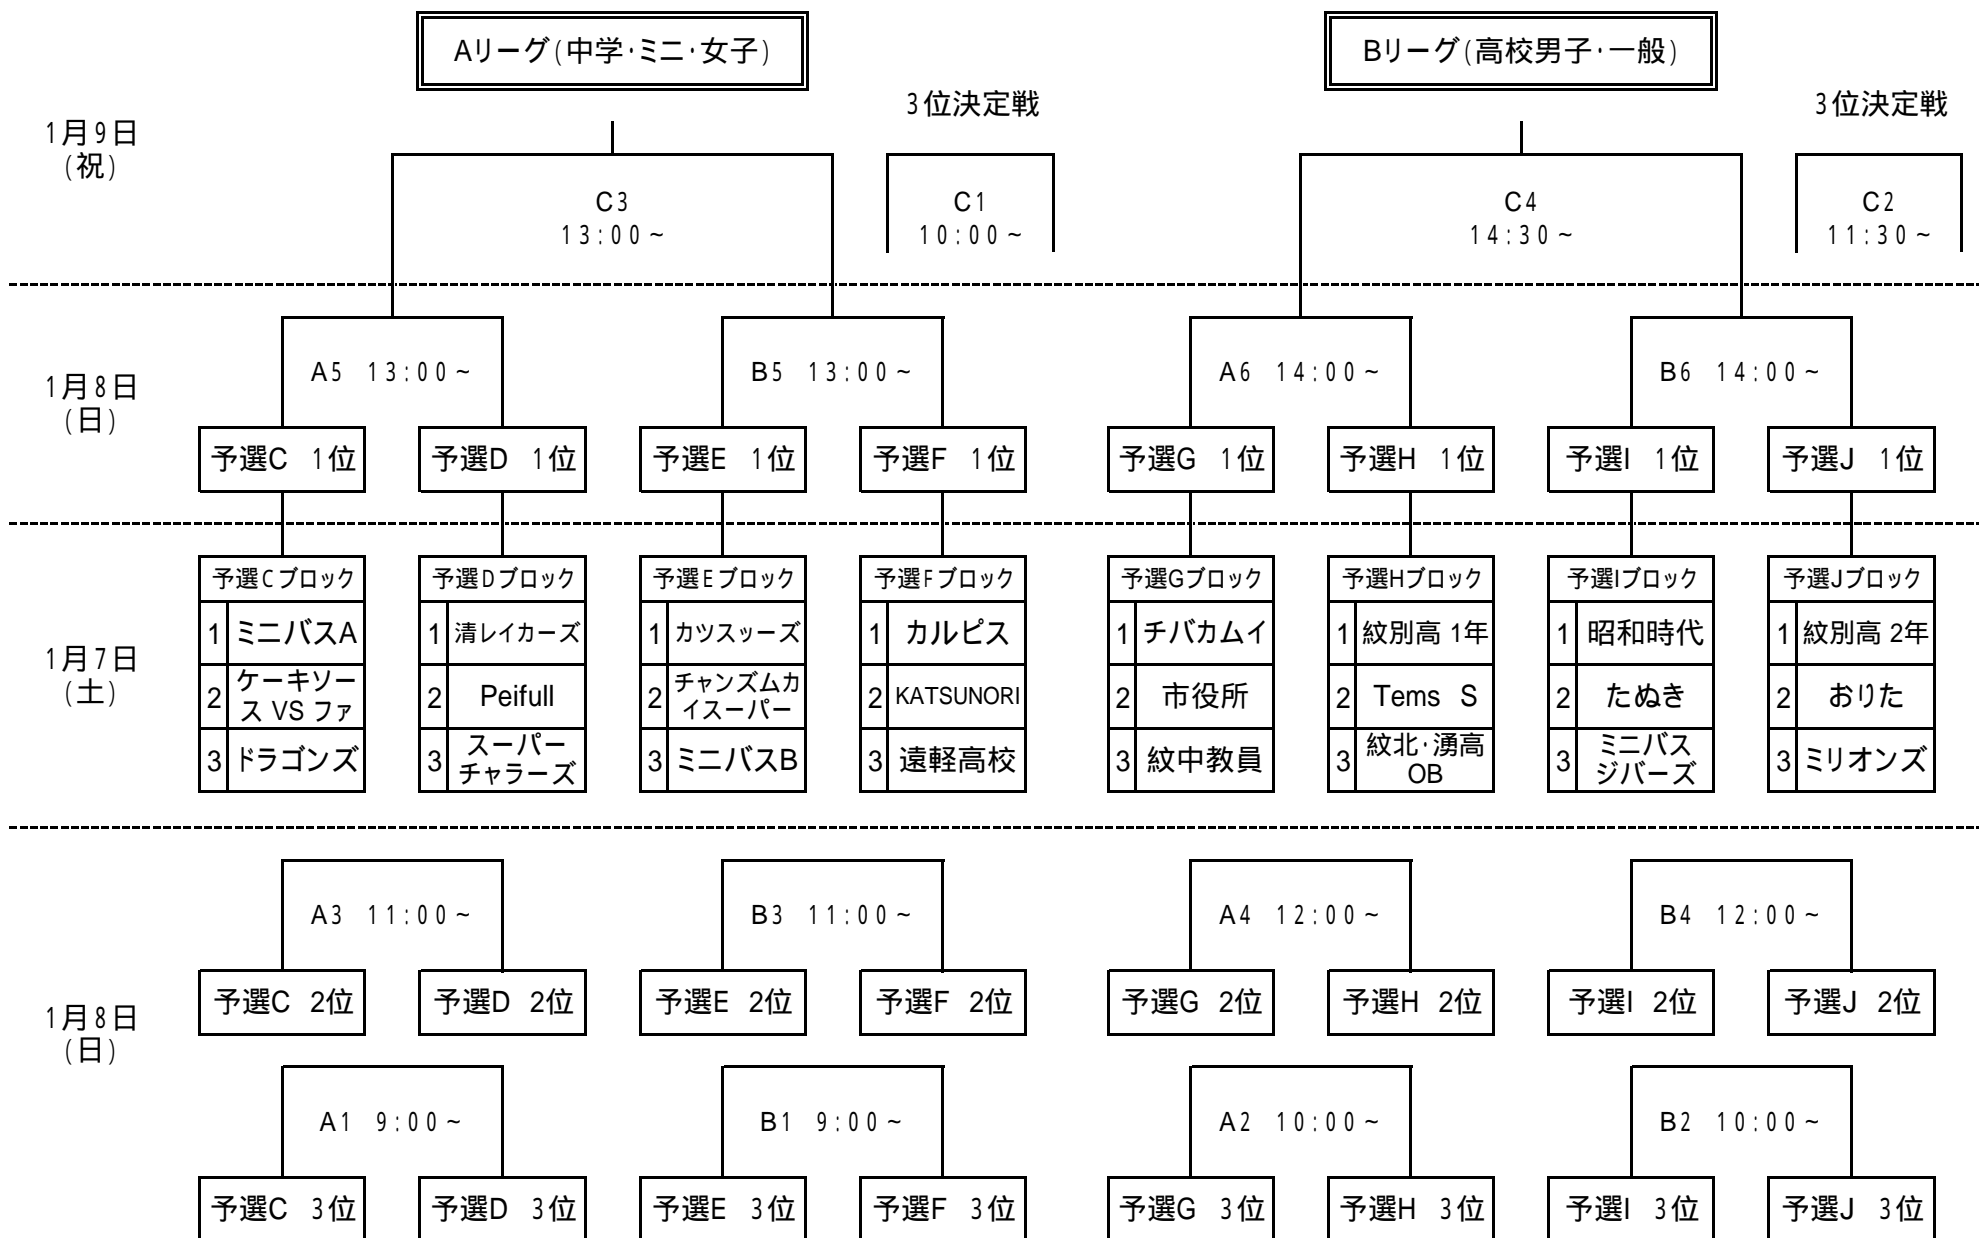 Aリーグ(中学・ミニ・女子)
Bリーグ(高校男子・一般)
3位決定戦
3位決定戦
1月9日
(祝)
C3
13:00~
C1
10:00~
C4
14:30~
C2
11:30~
1月8日
(日)
A5 13:00~
B5 13:00~
A6 14:00~
B6 14:00~
予選C 1位
予選D 1位
予選E 1位
予選F 1位
予選G 1位
予選H 1位
予選I 1位
予選J 1位
1月7日
(土)
予選Cブロック
1 ミニバスA
2 ケーキソー
ス VS ファ
3 ドラゴンズ
予選Dブロック
1 清レイカーズ
2 Peifull
3 スーパー
チャラーズ
予選Eブロック
1 カツスッーズ
2 チャンズムカ
イスーパー
3 ミニバスB
予選Fブロック
1 カルピス
2 KATSUNORI
3 遠軽高校
予選Gブロック
1 チバカムイ
2 市役所
3 紋中教員
予選Hブロック
1 紋別高 1年
2 Tems S
3 紋北・湧高
OB
予選Iブロック
1 昭和時代
2 たぬき
3 ミニバス
ジバーズ
予選Jブロック
1 紋別高 2年
2 おりた
3 ミリオンズ
1月8日
(日)
A3 11:00~
B3 11:00~
A4 12:00~
B4 12:00~
予選C 2位
予選D 2位
予選E 2位
予選F 2位
予選G 2位
予選H 2位
予選I 2位
予選J 2位
A1 9:00~
B1 9:00~
A2 10:00~
B2 10:00~
予選C 3位
予選D 3位
予選E 3位
予選F 3位
予選G 3位
予選H 3位
予選I 3位
予選J 3位